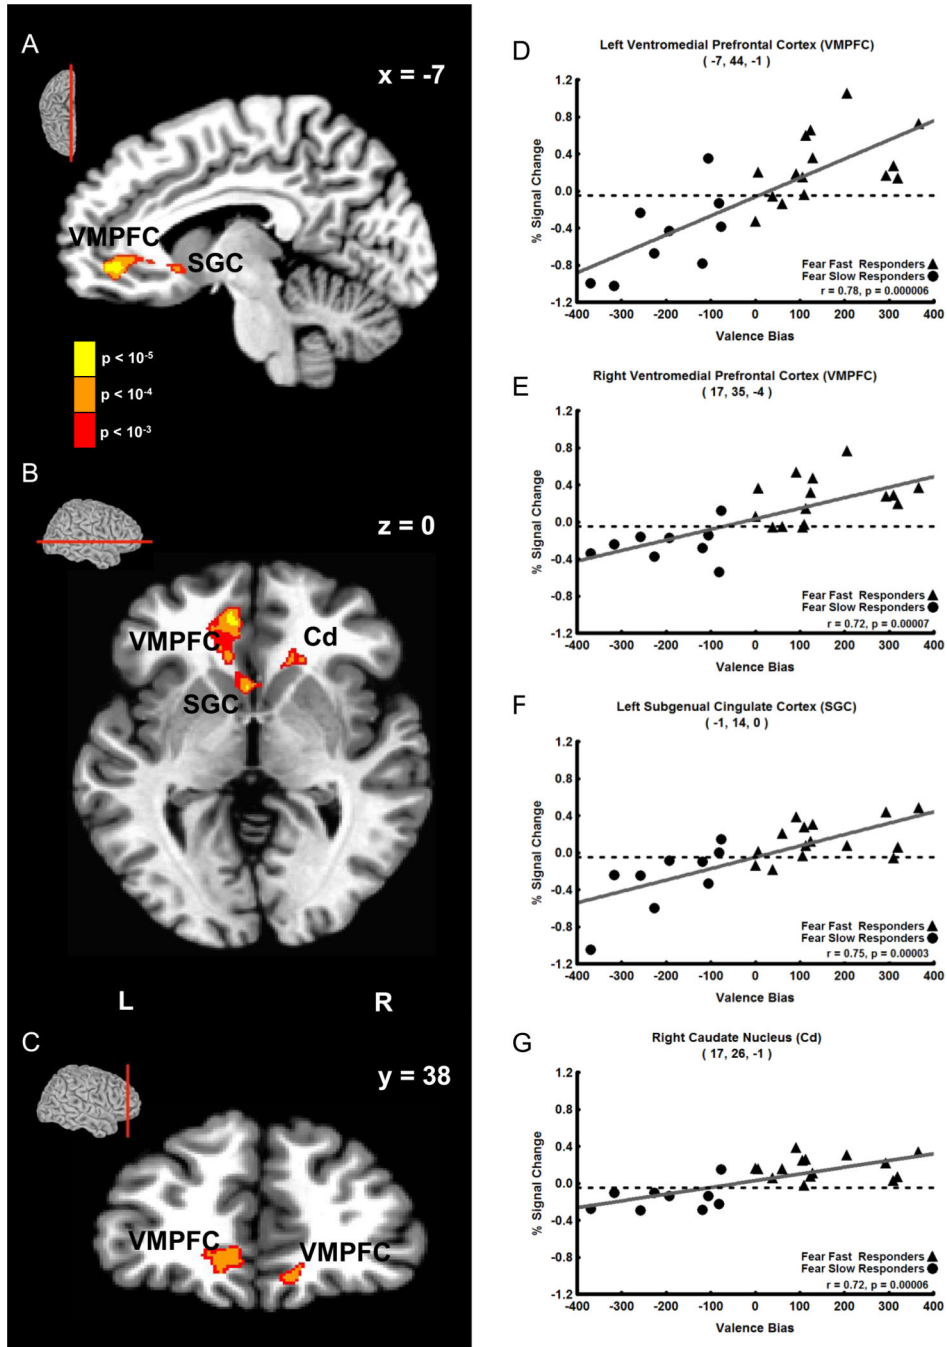 A
x = -7
VMPFC
SGC
p < 10-5
p < 10-4
p < 10-3
B
z = 0
VMPFC
Cd
SGC
L
R
C
y = 38
VMPFC
VMPFC
D
Left Ventromedial Prefrontal Cortex (VMPFC)
( -7, 44, -1)
% Signal Change
1.2
0.8
0.4
0.0
-0.4
-0.8
-1.2
Fear Fast Responders
Fear Slow Responders
r = 0.78, p = 0.000006
-400 -300 -200 -100 0 100 200 300 400
Valence Bias
E
Right Ventromedial Prefrontal Cortex (VMPFC)
( 17, 35, -4)
% Signal Change
1.2
0.8
0.4
0.0
-0.4
-0.8
-1.2
Fear Fast Responders
Fear Slow Responders
r = 0.72, p = 0.00007
-400 -300 -200 -100 0 100 200 300 400
Valence Bias
F
Left Subgenual Cingulate Cortex (SGC)
( -1, 14, 0)
% Signal Change
1.2
0.8
0.4
0.0
-0.4
-0.8
-1.2
Fear Fast Responders
Fear Slow Responders
r = 0.75, p = 0.00003
-400 -300 -200 -100 0 100 200 300 400
Valence Bias
G
Right Caudate Nucleus (Cd)
( 17, 26, -1)
% Signal Change
1.2
0.8
0.4
0.0
-0.4
-0.8
-1.2
Fear Fast Responders
Fear Slow Responders
r = 0.72, p = 0.00006
-400 -300 -200 -100 0 100 200 300 400
Valence Bias